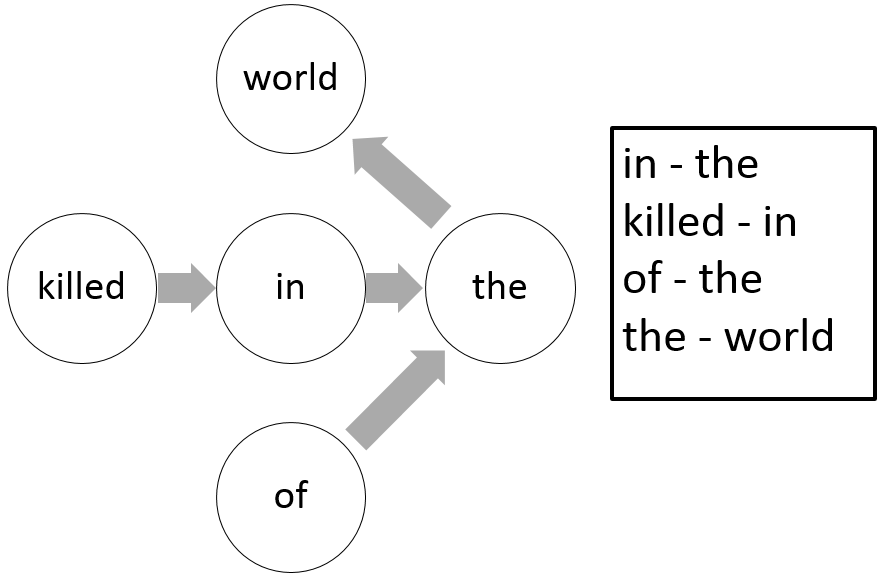 world
killed
in
the
of
in - the
killed - in
of - the
the - world